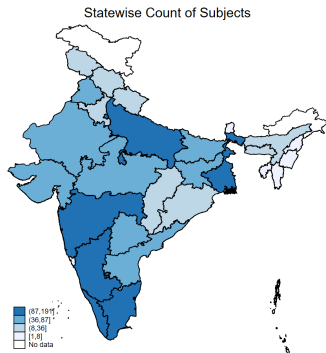 Statewise Count of Subjects
(87,191]
(36,87]
(8,36]
[1,8]
No data